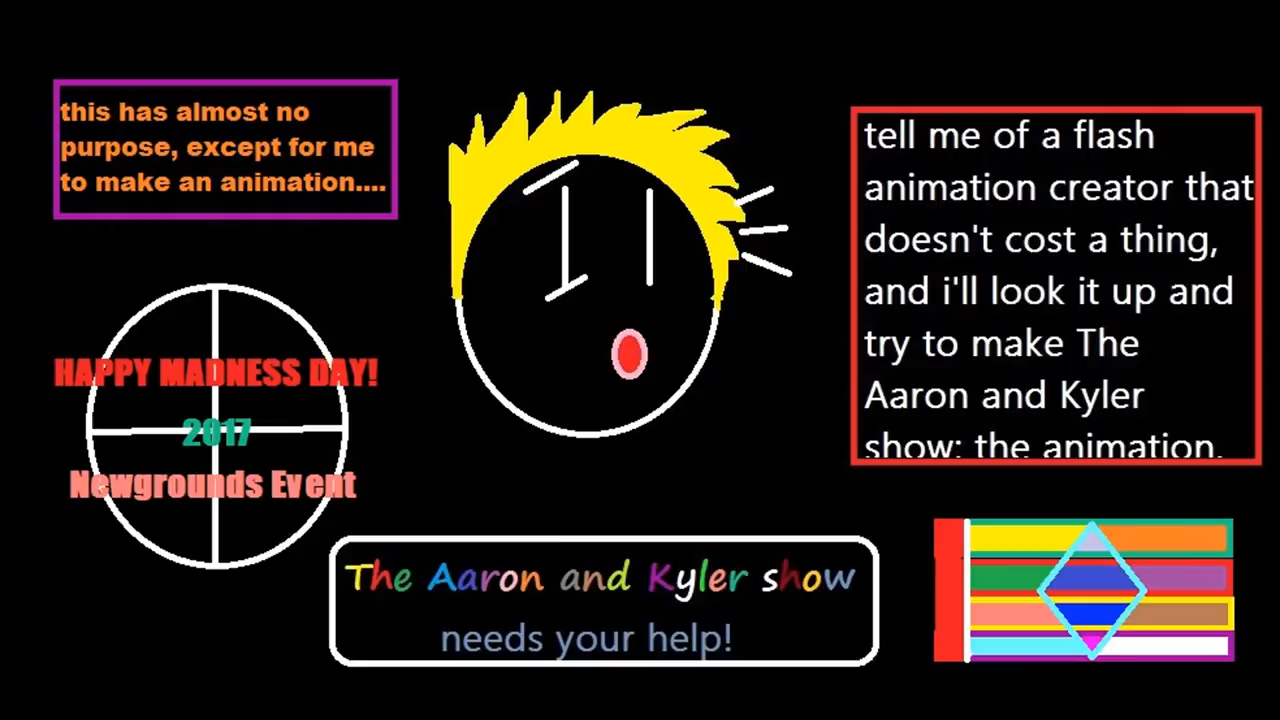 this has almost no
purpose, except for me
to make an animation....
tell me of a flash
animation creator that
doesn't cost a thing,
and i'll look it up and
try to make The
Aaron and Kyler
show: the animation.
HAPPY MADNESS DAY!
2017
Newgrounds Event
The Aaron and Kyler show
needs your help!